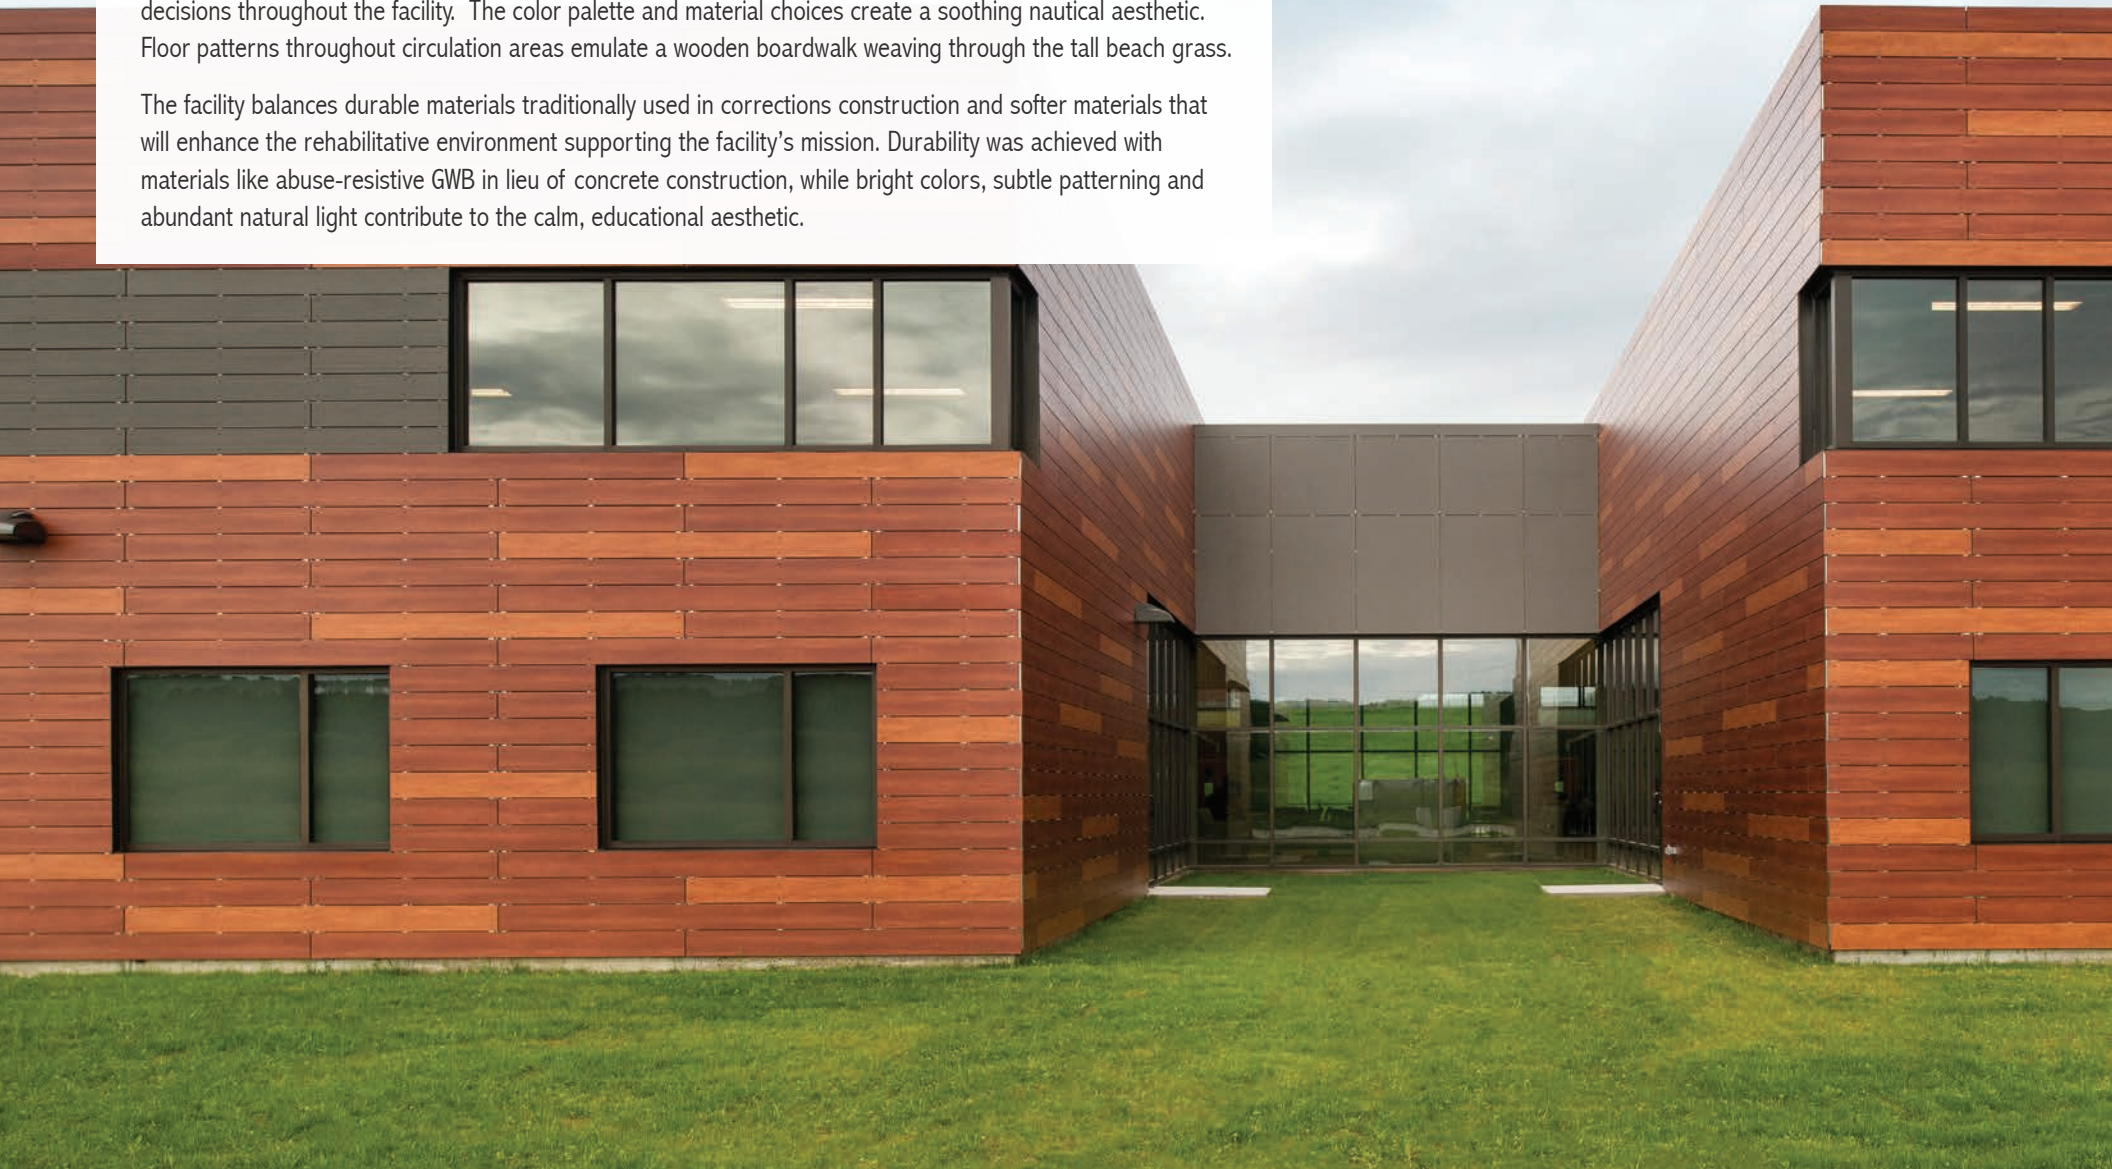 decisions throughout the facility.  The color palette and material choices create a soothing nautical aesthetic.
Floor patterns throughout circulation areas emulate a wooden boardwalk weaving through the tall beach grass.
The facility balances durable materials traditionally used in corrections construction and softer materials that
will enhance the rehabilitative environment supporting the facility’s mission. Durability was achieved with
materials like abuse-resistive GWB in lieu of concrete construction, while bright colors, subtle patterning and
abundant natural light contribute to the calm, educational aesthetic.